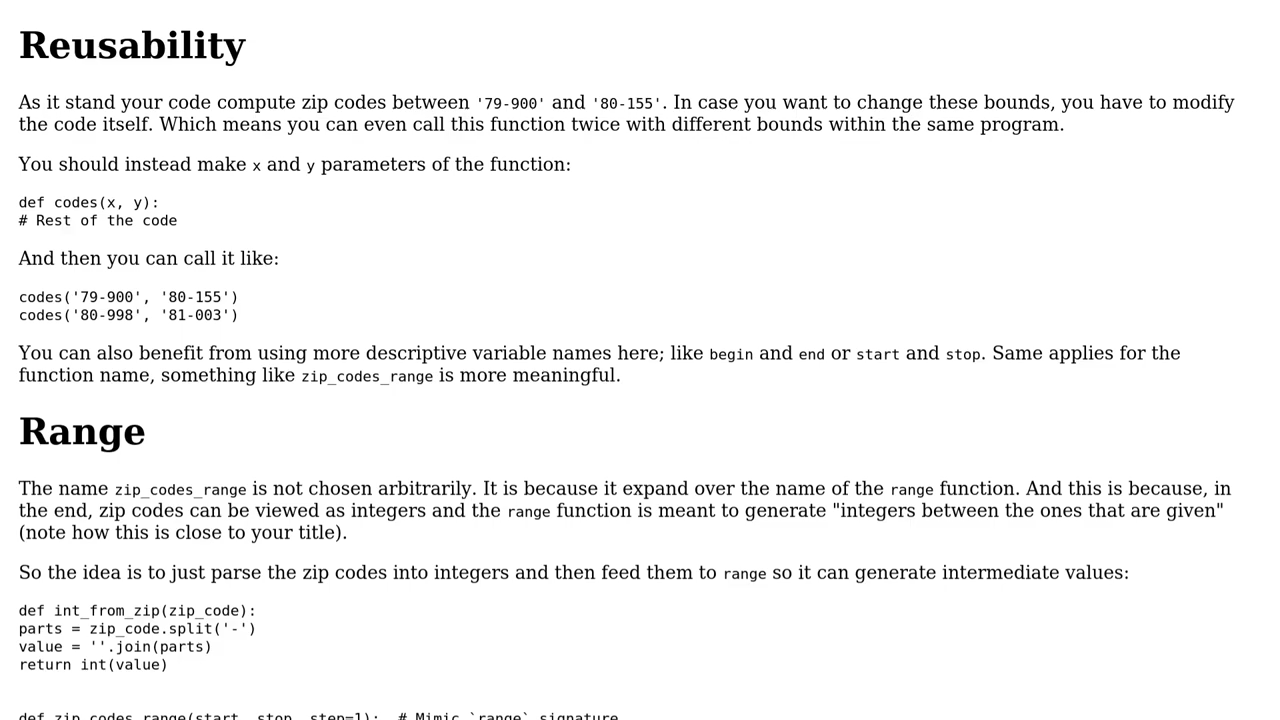 Reusability
As it stand your code compute zip codes between '79-900' and '80-155'. In case you want to change these bounds, you have to modify
the code itself. Which means you can even call this function twice with different bounds within the same program.
You should instead make x and y parameters of the function:
def codes(x, y):
# Rest of the code
And then you can call it like:
codes('79-900', '80-155')
codes('80-998', '81-003')
You can also benefit from using more descriptive variable names here; like begin and end or start and stop. Same applies for the
function name, something like zip_codes_range is more meaningful.
Range
The name zip_codes_range is not chosen arbitrarily. It is because it expand over the name of the range function. And this is because, in
the end, zip codes can be viewed as integers and the range function is meant to generate "integers between the ones that are given"
(note how this is close to your title).
So the idea is to just parse the zip codes into integers and then feed them to range so it can generate intermediate values:
def int_from_zip(zip_code):
parts = zip_code.split('-')
value = ''.join(parts)
return int(value)
def zip_codes_range(start, stop, step=1):  # Mimic `range` signature